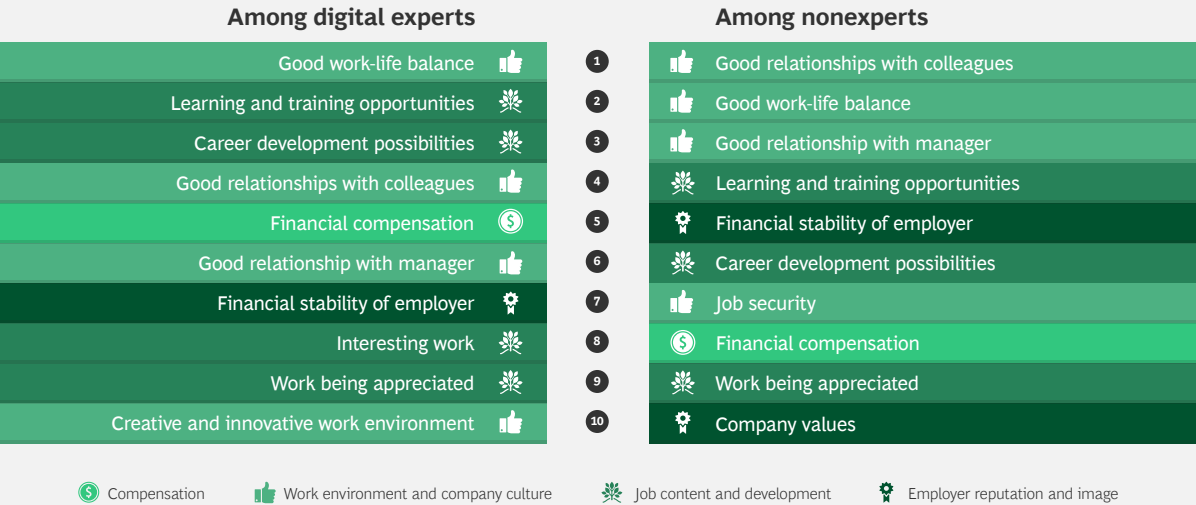 Among digital experts
Among nonexperts
Good work-life balance 1 Good relationships with colleagues
Learning and training opportunities 2 Good work-life balance
Career development possibilities 3 Good relationship with manager
Good relationships with colleagues 4 Learning and training opportunities
Financial compensation $ 5 Financial stability of employer
Good relationship with manager 6 Career development possibilities
Financial stability of employer 7 Job security
Interesting work 8 $ Financial compensation
Work being appreciated 9 Work being appreciated
Creative and innovative work environment 10 Company values
$ Compensation
Work environment and company culture
Job content and development
Employer reputation and image